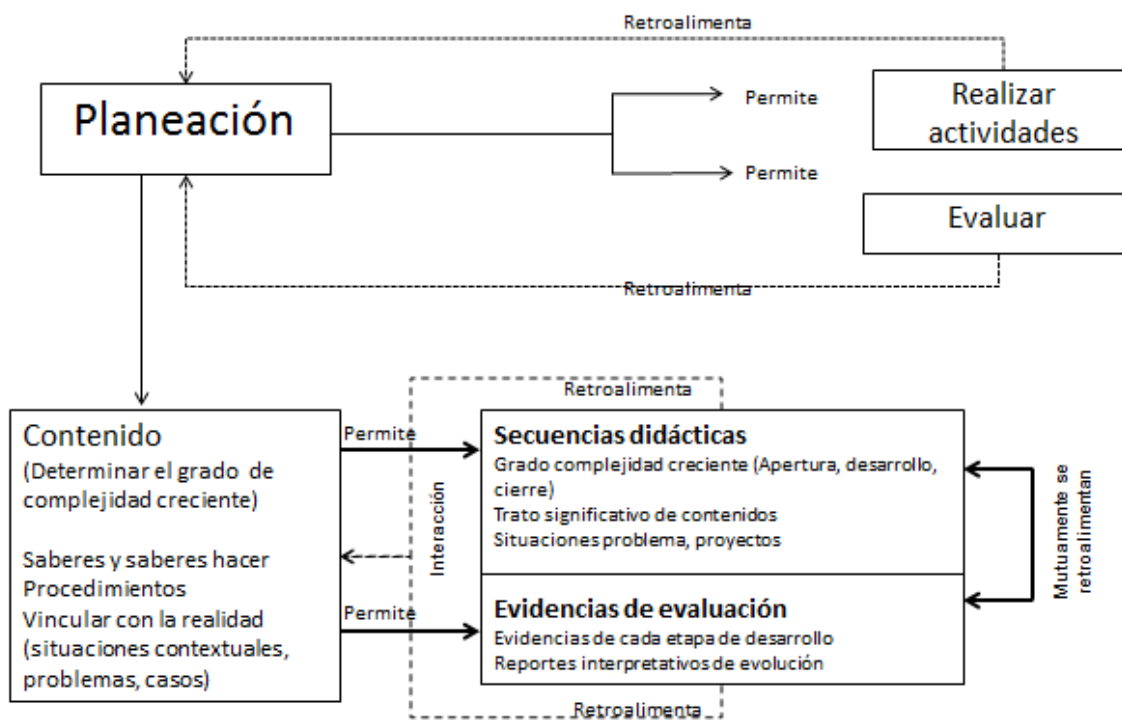 Retroalimenta
Planeación
Permite
Permite
Realizar
actividades
Evaluar
Retroalimenta
Retroalimenta
Contenido
(Determinar el grado de
complejidad creciente)
Saberes y saberes hacer
Procedimientos
Vincular con la realidad
(situaciones contextuales,
problemas, casos)
Permite
Permite
Interacción
Secuencias didácticas
Grado complejidad creciente (Apertura, desarrollo,
cierre)
Trato significativo de contenidos
Situaciones problema, proyectos
Evidencias de evaluación
Evidencias de cada etapa de desarrollo
Reportes interpretativos de evolución
Mutuamente se
retroalimentan
Retroalimenta